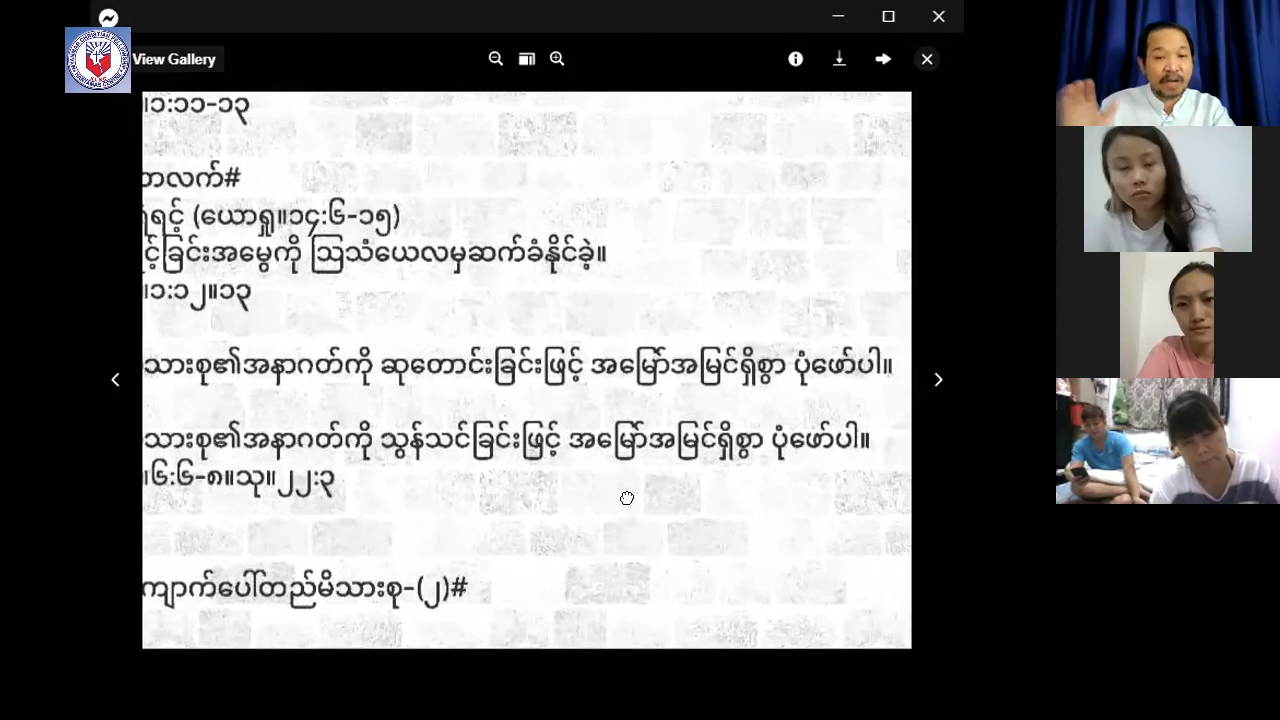 View Gallery
၁:၁၁-၁၃
ာလက်#
ရရင့် (ယောရှု။၁၄:၆-၁၅)
င့်ခြင်းအမွေကို ဩသံယေလမှဆက်ခံနိုင်ခဲ့။
၁:၁၂။၁၃
သားစု၏အနာဂတ်ကို ဆုတောင်းခြင်းဖြင့် အမြော်အမြင်ရှိစွာ ပုံဖော်ပါ။
သားစု၏အနာဂတ်ကို သွန်သင်ခြင်းဖြင့် အမြော်အမြင်ရှိစွာ ပုံဖော်ပါ။
၆:၆-၈။သု။၂၂:၃
ကျောက်ပေါ်တည်မိသားစု-(၂)#